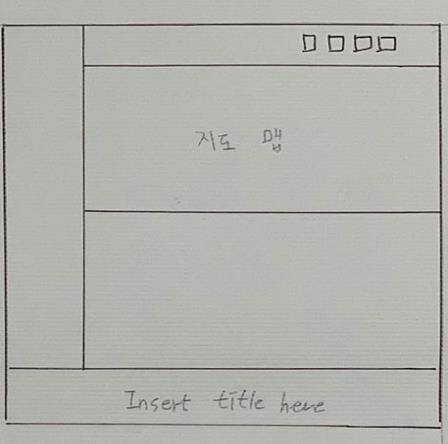 지도 맵
Insert title here